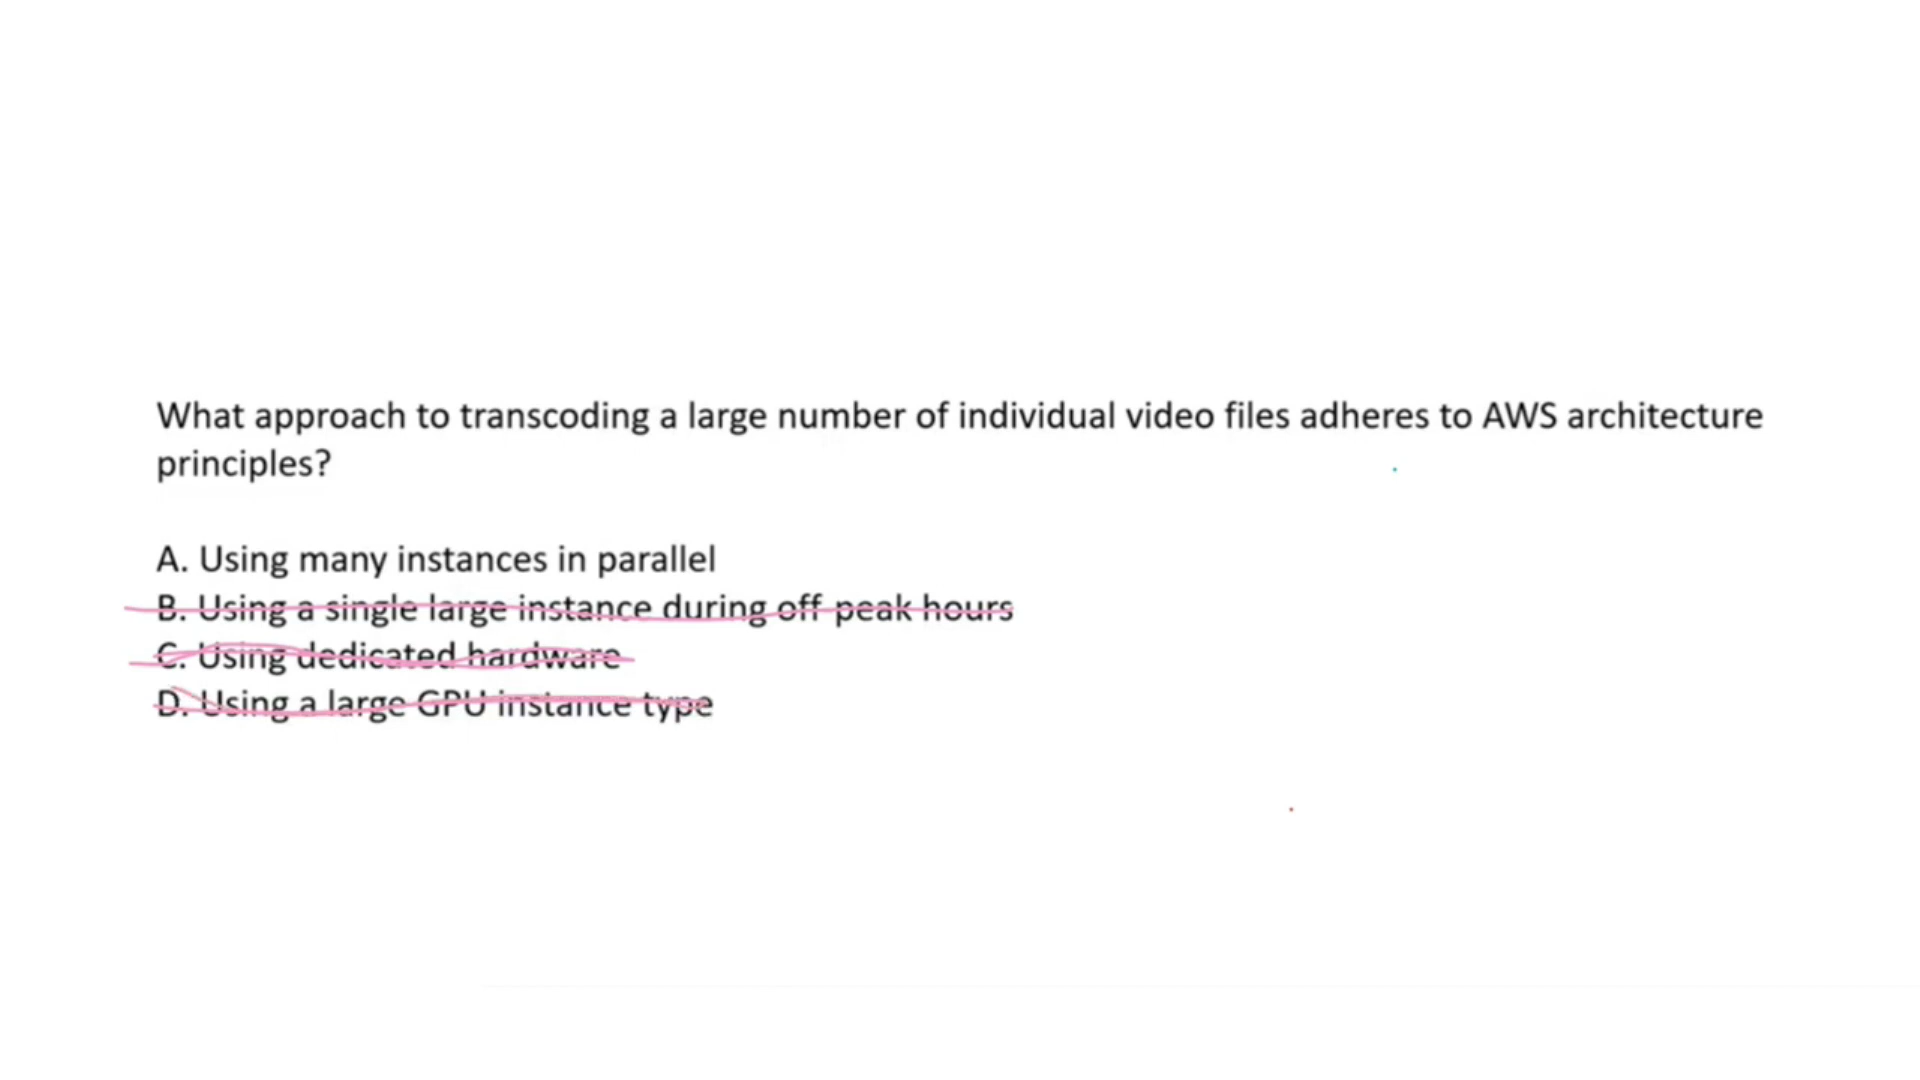 What approach to transcoding a large number of individual video files adheres to AWS architecture
principles?
A. Using many instances in parallel
B. Using a single large instance during off-peak hours
C. Using dedicated hardware
D. Using a large GPU instance type